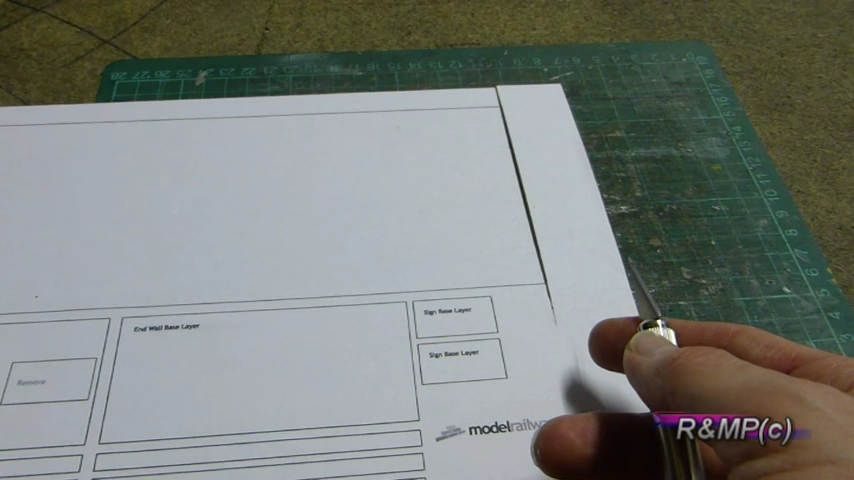 End Wall Base Layer
Sign Base Layer
Sign Base Layer
Remove
modelrailw
R&MP(c)